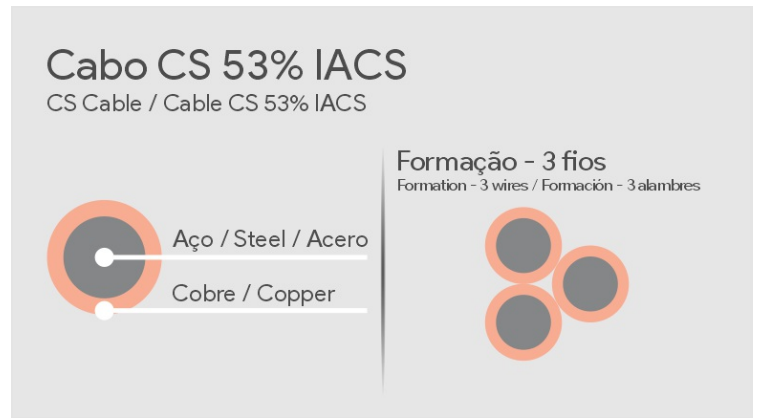 Cabo CS 53% IACS
CS Cable / Cable CS 53% IACS
Formação - 3 fios
Formation - 3 wires / Formación - 3 alambres
Aço / Steel / Acero
Cobre / Copper